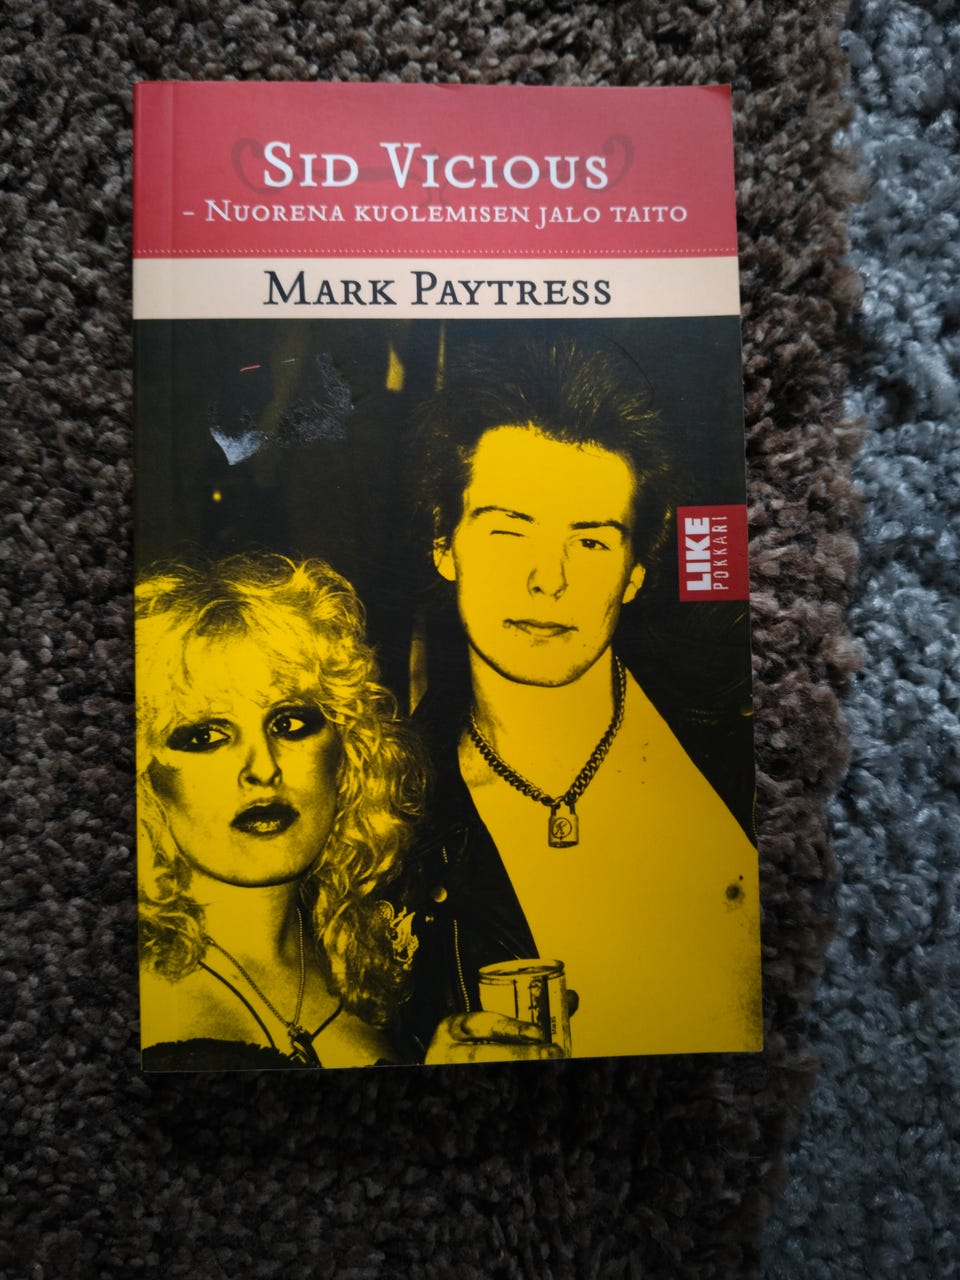 Sid Vicious
- Nuorena kuolemisen jalo taito
Mark Paytress
LIKE
POKKARI